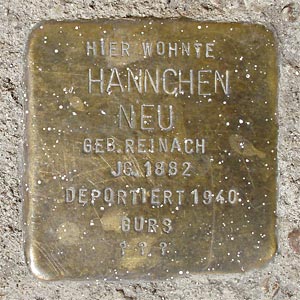 HIER WOHNTE
HANNCHEN
NEU
GEB. REINACH
JG. 1882
DEPORTIERT 1940
GURS
? ? ?